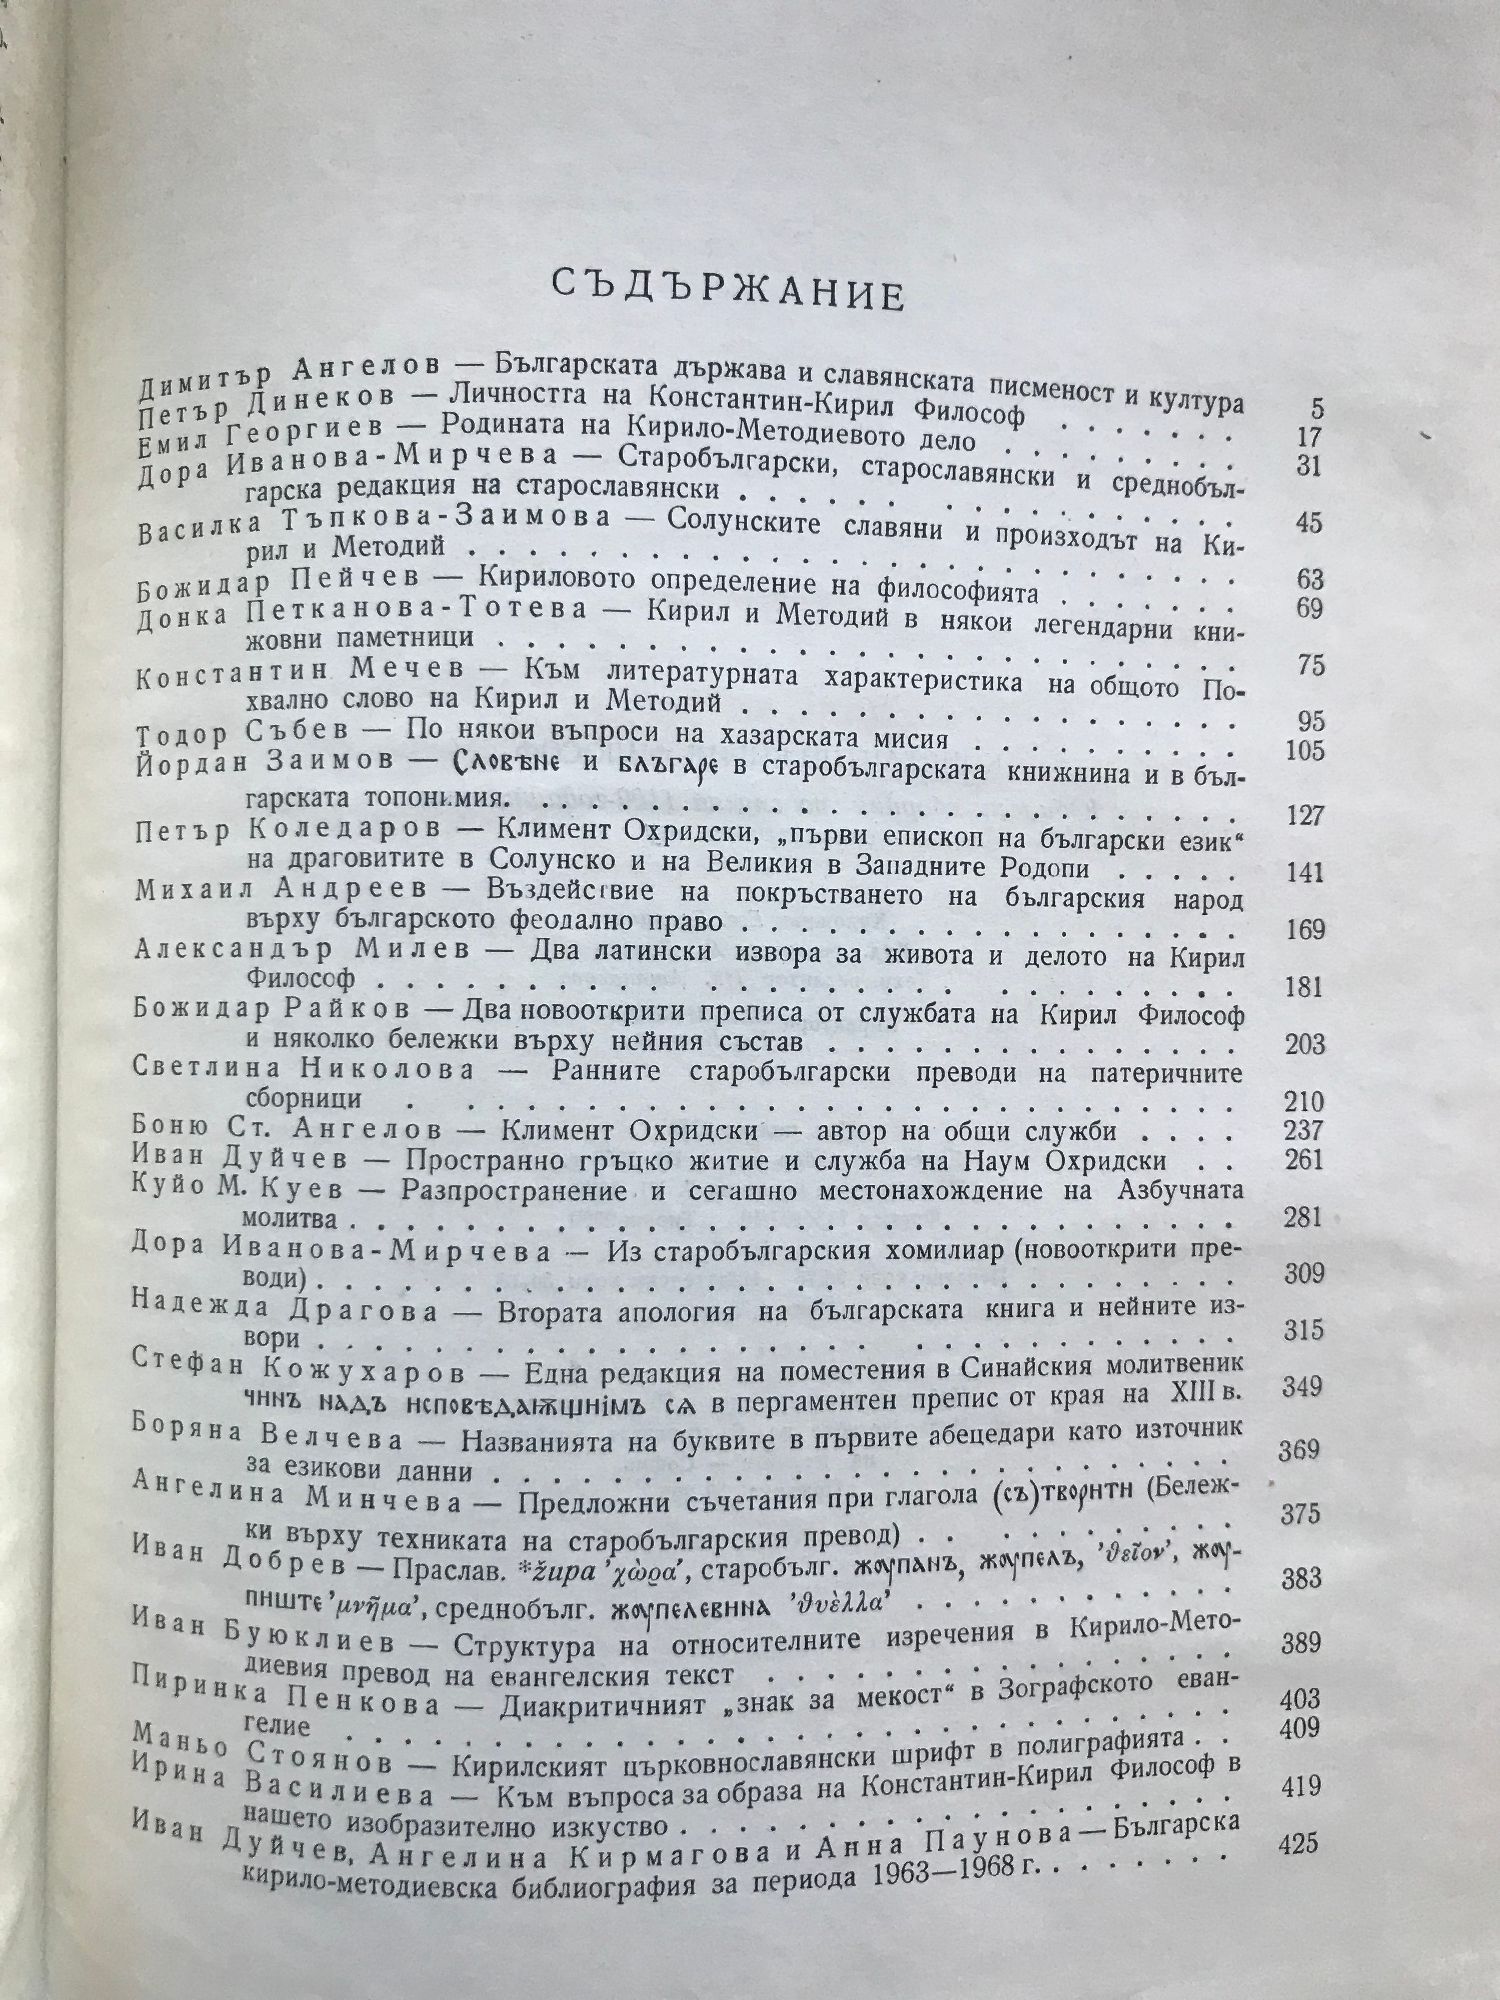 СЪДЪРЖАНИЕ
Димитър Ангелов — Българската държава и славянската писменост и култура 5
Петър Динеков — Личността на Константин-Кирил Философ . . . . . . 17
Емил Георгиев — Родината на Кирило-Методиевото дело . . . . . . . . 31
Дора Иванова-Мирчева — Старобългарски, старославянски и среднобъл-
гарска редакция на старославянски . . . . . . . . . . . . . . . . . . 45
Василка Тъпкова-Заимова — Солунските славяни и произходът на Ки-
рил и Методий . . . . . . . . . . . . . . . . . . . . . . . . . . . 63
Божидар Пейчев — Кириловото определение на философията . . . . . . 69
Донка Петканова-Тотева — Кирил и Методий в някои легендарни кни-
жовни паметници . . . . . . . . . . . . . . . . . . . . . . . . . . 75
Константин Мечев — Към литературната характеристика на общото По-
хвално слово на Кирил и Методий . . . . . . . . . . . . . . . . . . 95
Тодор Събев — По някои въпроси на хазарската мисия . . . . . . . . . 105
Йордан Заимов — Словѣне и блъгаре в старобългарската книжнина и в бъл-
гарската топонимия. . . . . . . . . . . . . . . . . . . . . . . . . 127
Петър Коледаров — Климент Охридски, „първи епископ на български език“
на драговитите в Солунско и на Великия в Западните Родопи . . . . . 141
Михаил Андреев — Въздействие на покръстването на българския народ
върху българското феодално право . . . . . . . . . . . . . . . . . . 169
Александър Милев — Два латински извора за живота и делото на Кирил
Философ . . . . . . . . . . . . . . . . . . . . . . . . . . . . . . 181
Божидар Райков — Два новооткрити преписа от службата на Кирил Философ
и няколко бележки върху нейния състав . . . . . . . . . . . . . . . 203
Светлина Николова — Ранните старобългарски преводи на патеричните
сборници . . . . . . . . . . . . . . . . . . . . . . . . . . . . . . 210
Боню Ст. Ангелов — Климент Охридски — автор на общи служби . . . . 237
Иван Дуйчев — Пространно гръцко житие и служба на Наум Охридски . . 261
Куйо М. Куев — Разпространение и сегашно местонахождение на Азбучната
молитва . . . . . . . . . . . . . . . . . . . . . . . . . . . . . . 281
Дора Иванова-Мирчева — Из старобългарския хомилиар (новооткрити пре-
води) . . . . . . . . . . . . . . . . . . . . . . . . . . . . . . . 309
Надежда Драгова — Втората апология на българската книга и нейните из-
вори . . . . . . . . . . . . . . . . . . . . . . . . . . . . . . . . 315
Стефан Кожухаров — Една редакция на поместения в Синайския молитвеник
чинъ надъ исповѣдаѭщиімъ сѧ в пергаментен препис от края на XIII в. 349
Боряна Велчева — Названията на буквите в първите абецедари като източник
за езикови данни . . . . . . . . . . . . . . . . . . . . . . . . . . 369
Ангелина Минчева — Предложни съчетания при глагола (съ)творити (Бележ-
ки върху техниката на старобългарския превод) . . . . . . . . . . . 375
Иван Добрев — Праслав. *župa 'χὼρα', старобълг. жѹпанъ, жѹпелъ, 'θεῖον', жѹ-
пиште 'μνῆμα', среднобълг. жѹпелевина 'θυὲλλα' . . . . . . . . . . . 383
Иван Буюклиев — Структура на относителните изречения в Кирило-Мето-
диевия превод на евангелския текст . . . . . . . . . . . . . . . . . 389
Пиринка Пенкова — Диакритичният „знак за мекост“ в Зографското еван-
гелие . . . . . . . . . . . . . . . . . . . . . . . . . . . . . . . 403
Маньо Стоянов — Кирилският църковнославянски шрифт в полиграфията . . 409
Ирина Василиева — Към въпроса за образа на Константин-Кирил Философ в
нашето изобразително изкуство . . . . . . . . . . . . . . . . . . . 419
Иван Дуйчев, Ангелина Кирмагова и Анна Паунова — Българска
кирило-методиевска библиография за периода 1963—1968 г. . . . . . . . 425